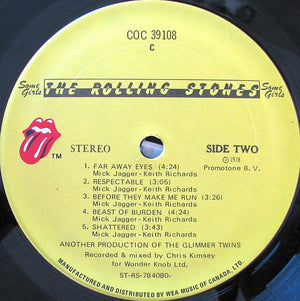 COC 39108
C
Some Girls THE ROLLING STONES Some Girls
TM
STEREO
SIDE TWO
℗ 1978
Promotone B. V.
1. FAR AWAY EYES (4:24)
Mick Jagger-Keith Richards
2. RESPECTABLE (3:05)
Mick Jagger-Keith Richards
3. BEFORE THEY MAKE ME RUN (3:26)
Mick Jagger-Keith Richards
4. BEAST OF BURDEN (4:20)
Mick Jagger-Keith Richards
5. SHATTERED (3:43)
Mick Jagger-Keith Richards
ANOTHER PRODUCTION OF THE GLIMMER TWINS
Recorded & mixed by Chris Kimsey
for Wonder Knob Ltd.
ST-RS-784080-
MANUFACTURED AND DISTRIBUTED BY WEA MUSIC OF CANADA, LTD.